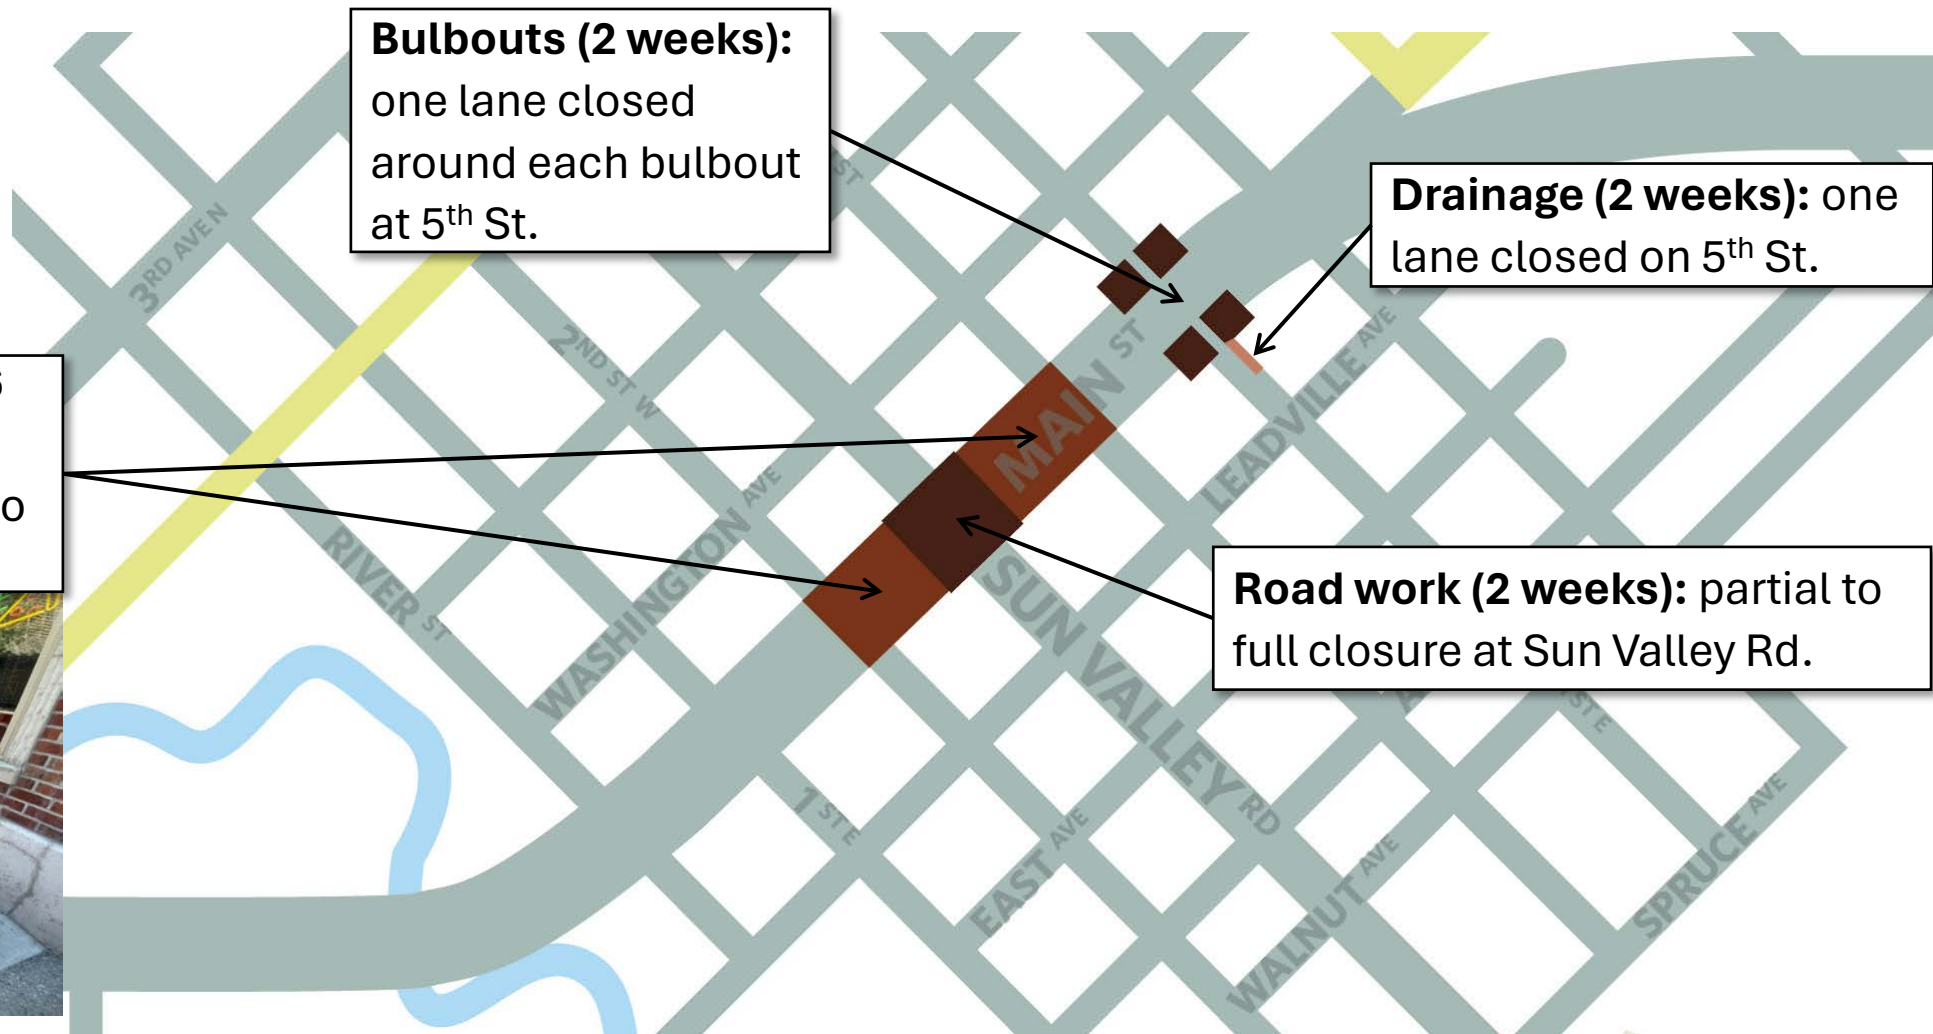 Bulbouts (2 weeks):
one lane closed
around each bulbout
at 5th St.
Drainage (2 weeks): one
lane closed on 5th St.
Road work (2 weeks): partial to
full closure at Sun Valley Rd.
3RD AVE N
2ND ST W
RIVER ST
WASHINGTON AVE
MAIN ST
LEADVILLE AVE
SUN VALLEY RD
1ST E
EAST AVE
WALNUT AVE
SPRUCE AVE
ST E
ST